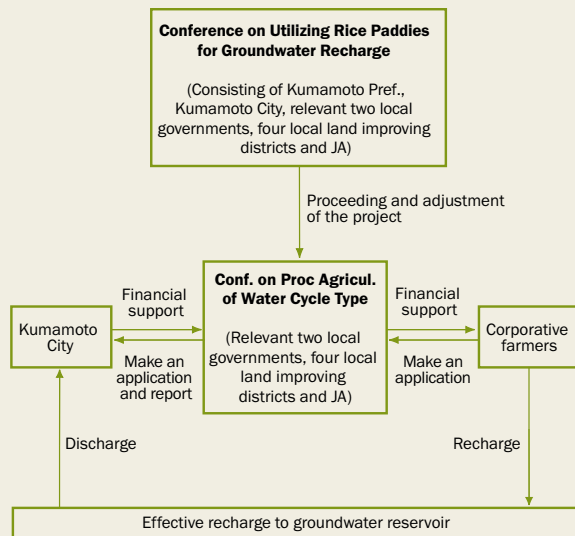 Conference on Utilizing Rice Paddies
for Groundwater Recharge
(Consisting of Kumamoto Pref.,
Kumamoto City, relevant two local
governments, four local land improving
districts and JA)
Proceeding and adjustment
of the project
Conf. on Proc Agricul.
of Water Cycle Type
(Relevant two local
governments, four local
land improving
districts and JA)
Kumamoto
City
Financial
support
Make an
application
and report
Financial
support
Make an
application
Corporative
farmers
Discharge
Recharge
Effective recharge to groundwater reservoir